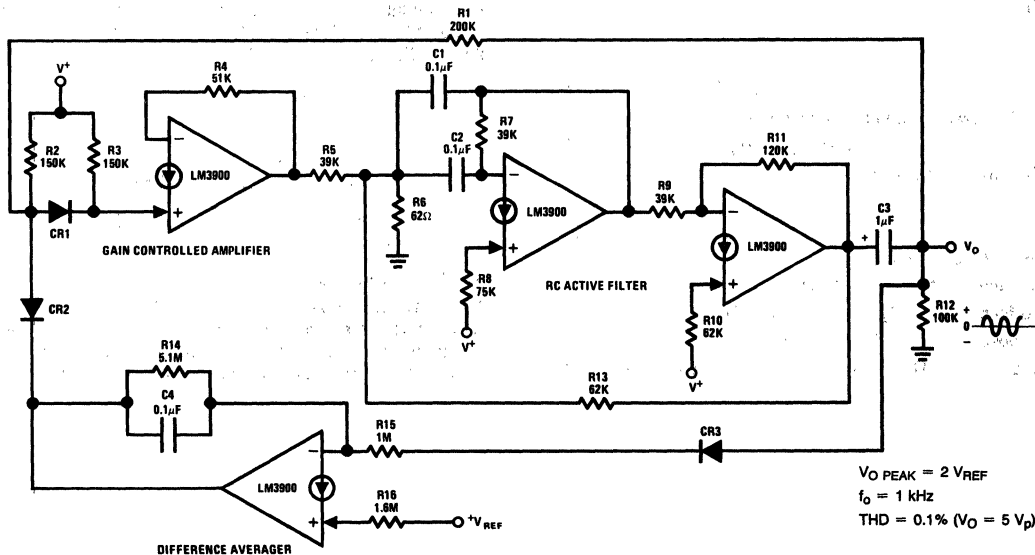 R1
200K
C1
0.1μF
V+
R4
51K
R2
150K
R3
150K
−
LM3900
+
CR1
GAIN CONTROLLED AMPLIFIER
R5
39K
C2
0.1μF
R7
39K
R6
62Ω
−
LM3900
+
R8
75K
V+
RC ACTIVE FILTER
R9
39K
R11
120K
−
LM3900
+
R10
62K
V+
+
C3
1μF
Vo
R12
100K
+
0
−
CR2
R14
5.1M
C4
0.1μF
R13
62K
R15
1M
CR3
−
LM3900
+
R16
1.6M
+VREF
DIFFERENCE AVERAGER
VO PEAK = 2 VREF
fo = 1 kHz
THD = 0.1% (VO = 5 Vp)